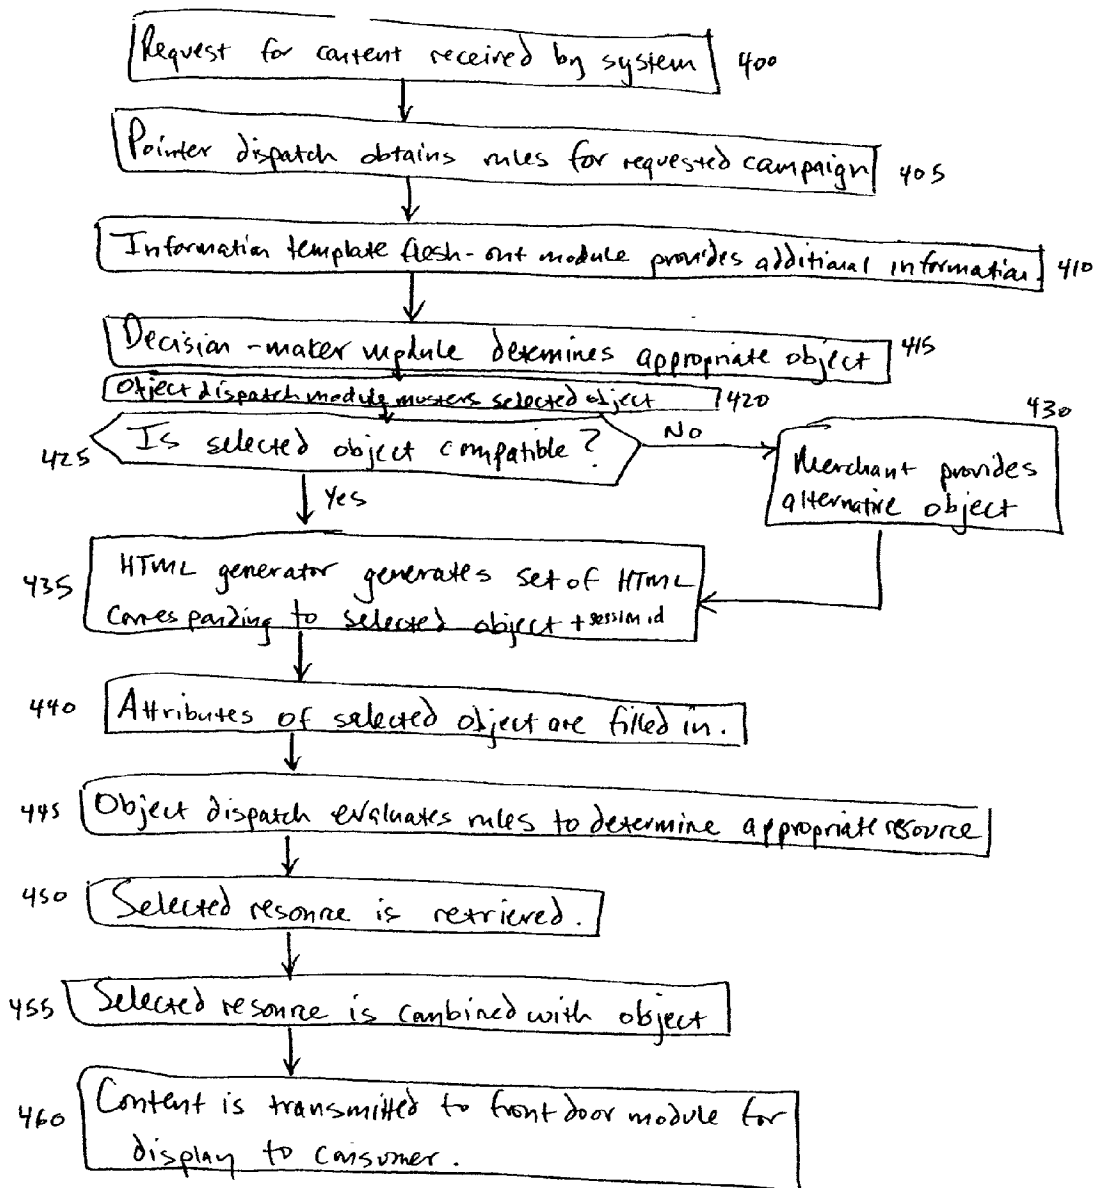 Request for content received by system 400
Pointer dispatch obtains rules for requested campaign 405
Information template flesh-out module provides additional information. 410
Decision-maker module determines appropriate object 415
Object dispatch module musters selected object 420
430
425 Is selected object compatible? No
Merchant provides
alternative object
Yes
435 HTML generator generates set of HTML
corresponding to selected object + session id
440 Attributes of selected object are filled in.
445 Object dispatch evaluates rules to determine appropriate resource
450 Selected resource is retrieved.
455 Selected resource is combined with object
460 Content is transmitted to front door module for
display to consumer.